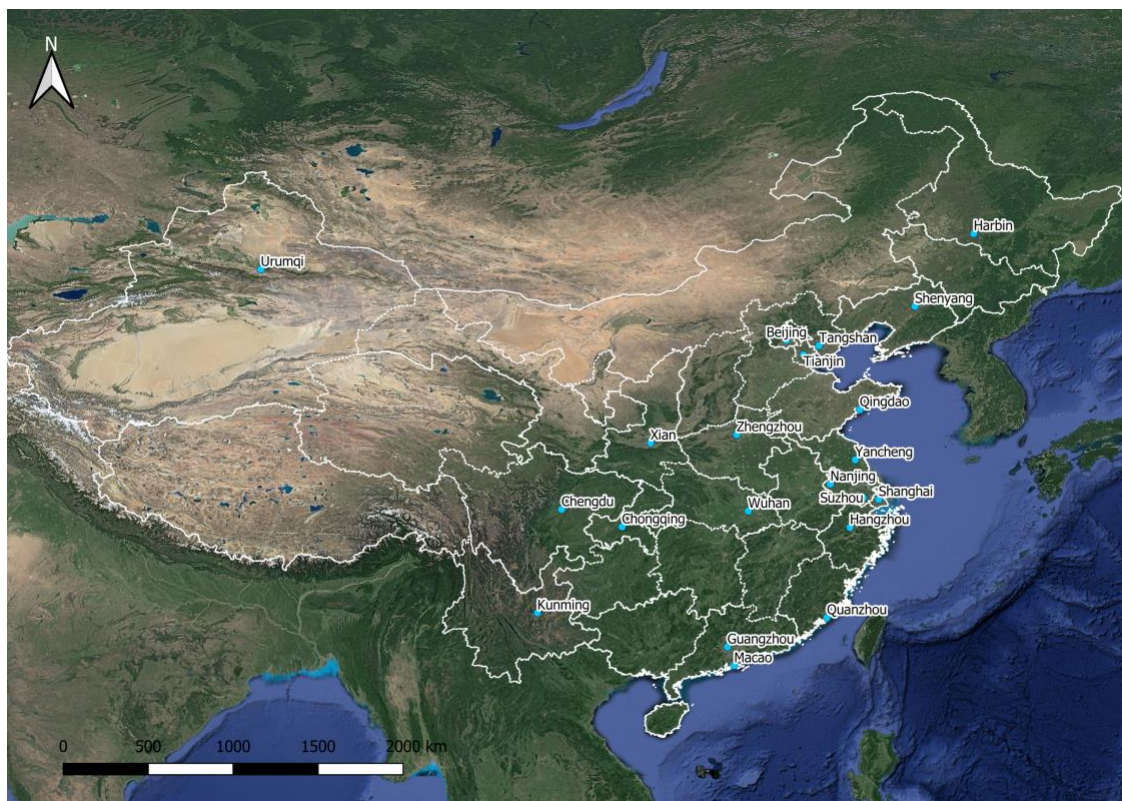 N
Harbin
Urumqi
Shenyang
Beijing
Tangshan
Tianjin
Qingdao
Zhengzhou
Xian
Yancheng
Nanjing
Suzhou
Shanghai
Chengdu
Wuhan
Chongqing
Hangzhou
Kunming
Quanzhou
Guangzhou
Macao
0 500 1000 1500 2000 km